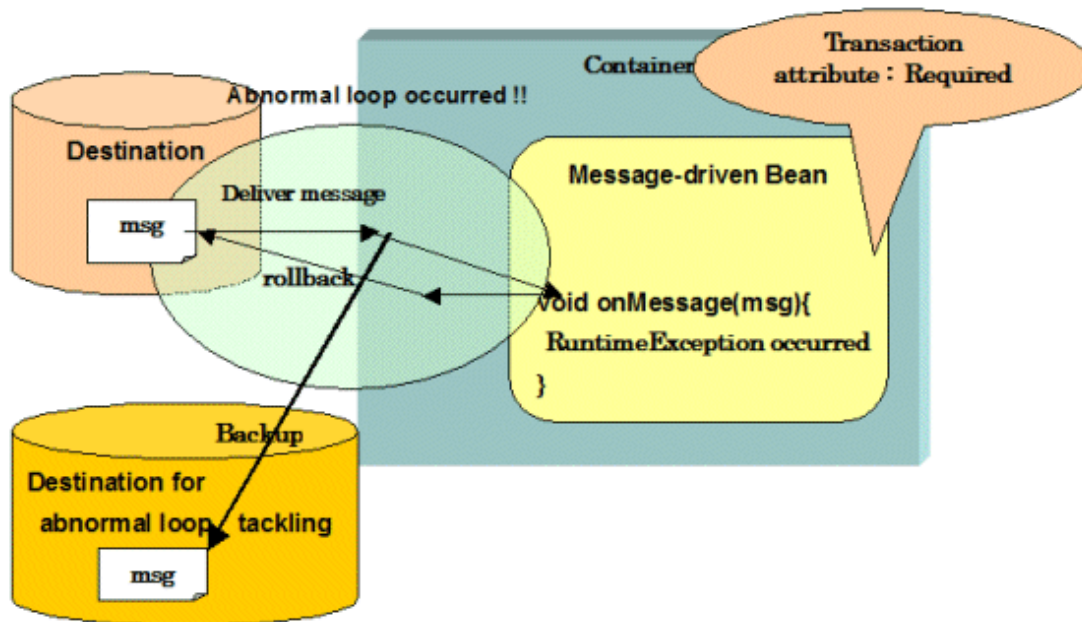 Transaction
attribute : Required
Container
Abnormal loop occurred !!
Destination
msg
Deliver message
rollback
Message-driven Bean
void onMessage(msg){
RuntimeException occurred
}
Backup
Destination for
abnormal loop tackling
msg